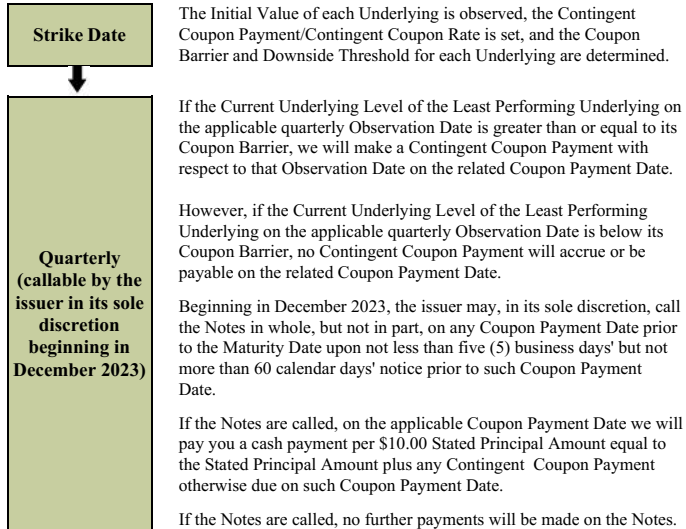 Strike Date
The Initial Value of each Underlying is observed, the Contingent
Coupon Payment/Contingent Coupon Rate is set, and the Coupon
Barrier and Downside Threshold for each Underlying are determined.
Quarterly
(callable by the
issuer in its sole
discretion
beginning in
December 2023)
If the Current Underlying Level of the Least Performing Underlying on
the applicable quarterly Observation Date is greater than or equal to its
Coupon Barrier, we will make a Contingent Coupon Payment with
respect to that Observation Date on the related Coupon Payment Date.
However, if the Current Underlying Level of the Least Performing
Underlying on the applicable quarterly Observation Date is below its
Coupon Barrier, no Contingent Coupon Payment will accrue or be
payable on the related Coupon Payment Date.
Beginning in December 2023, the issuer may, in its sole discretion, call
the Notes in whole, but not in part, on any Coupon Payment Date prior
to the Maturity Date upon not less than five (5) business days' but not
more than 60 calendar days' notice prior to such Coupon Payment
Date.
If the Notes are called, on the applicable Coupon Payment Date we will
pay you a cash payment per $10.00 Stated Principal Amount equal to
the Stated Principal Amount plus any Contingent Coupon Payment
otherwise due on such Coupon Payment Date.
If the Notes are called, no further payments will be made on the Notes.